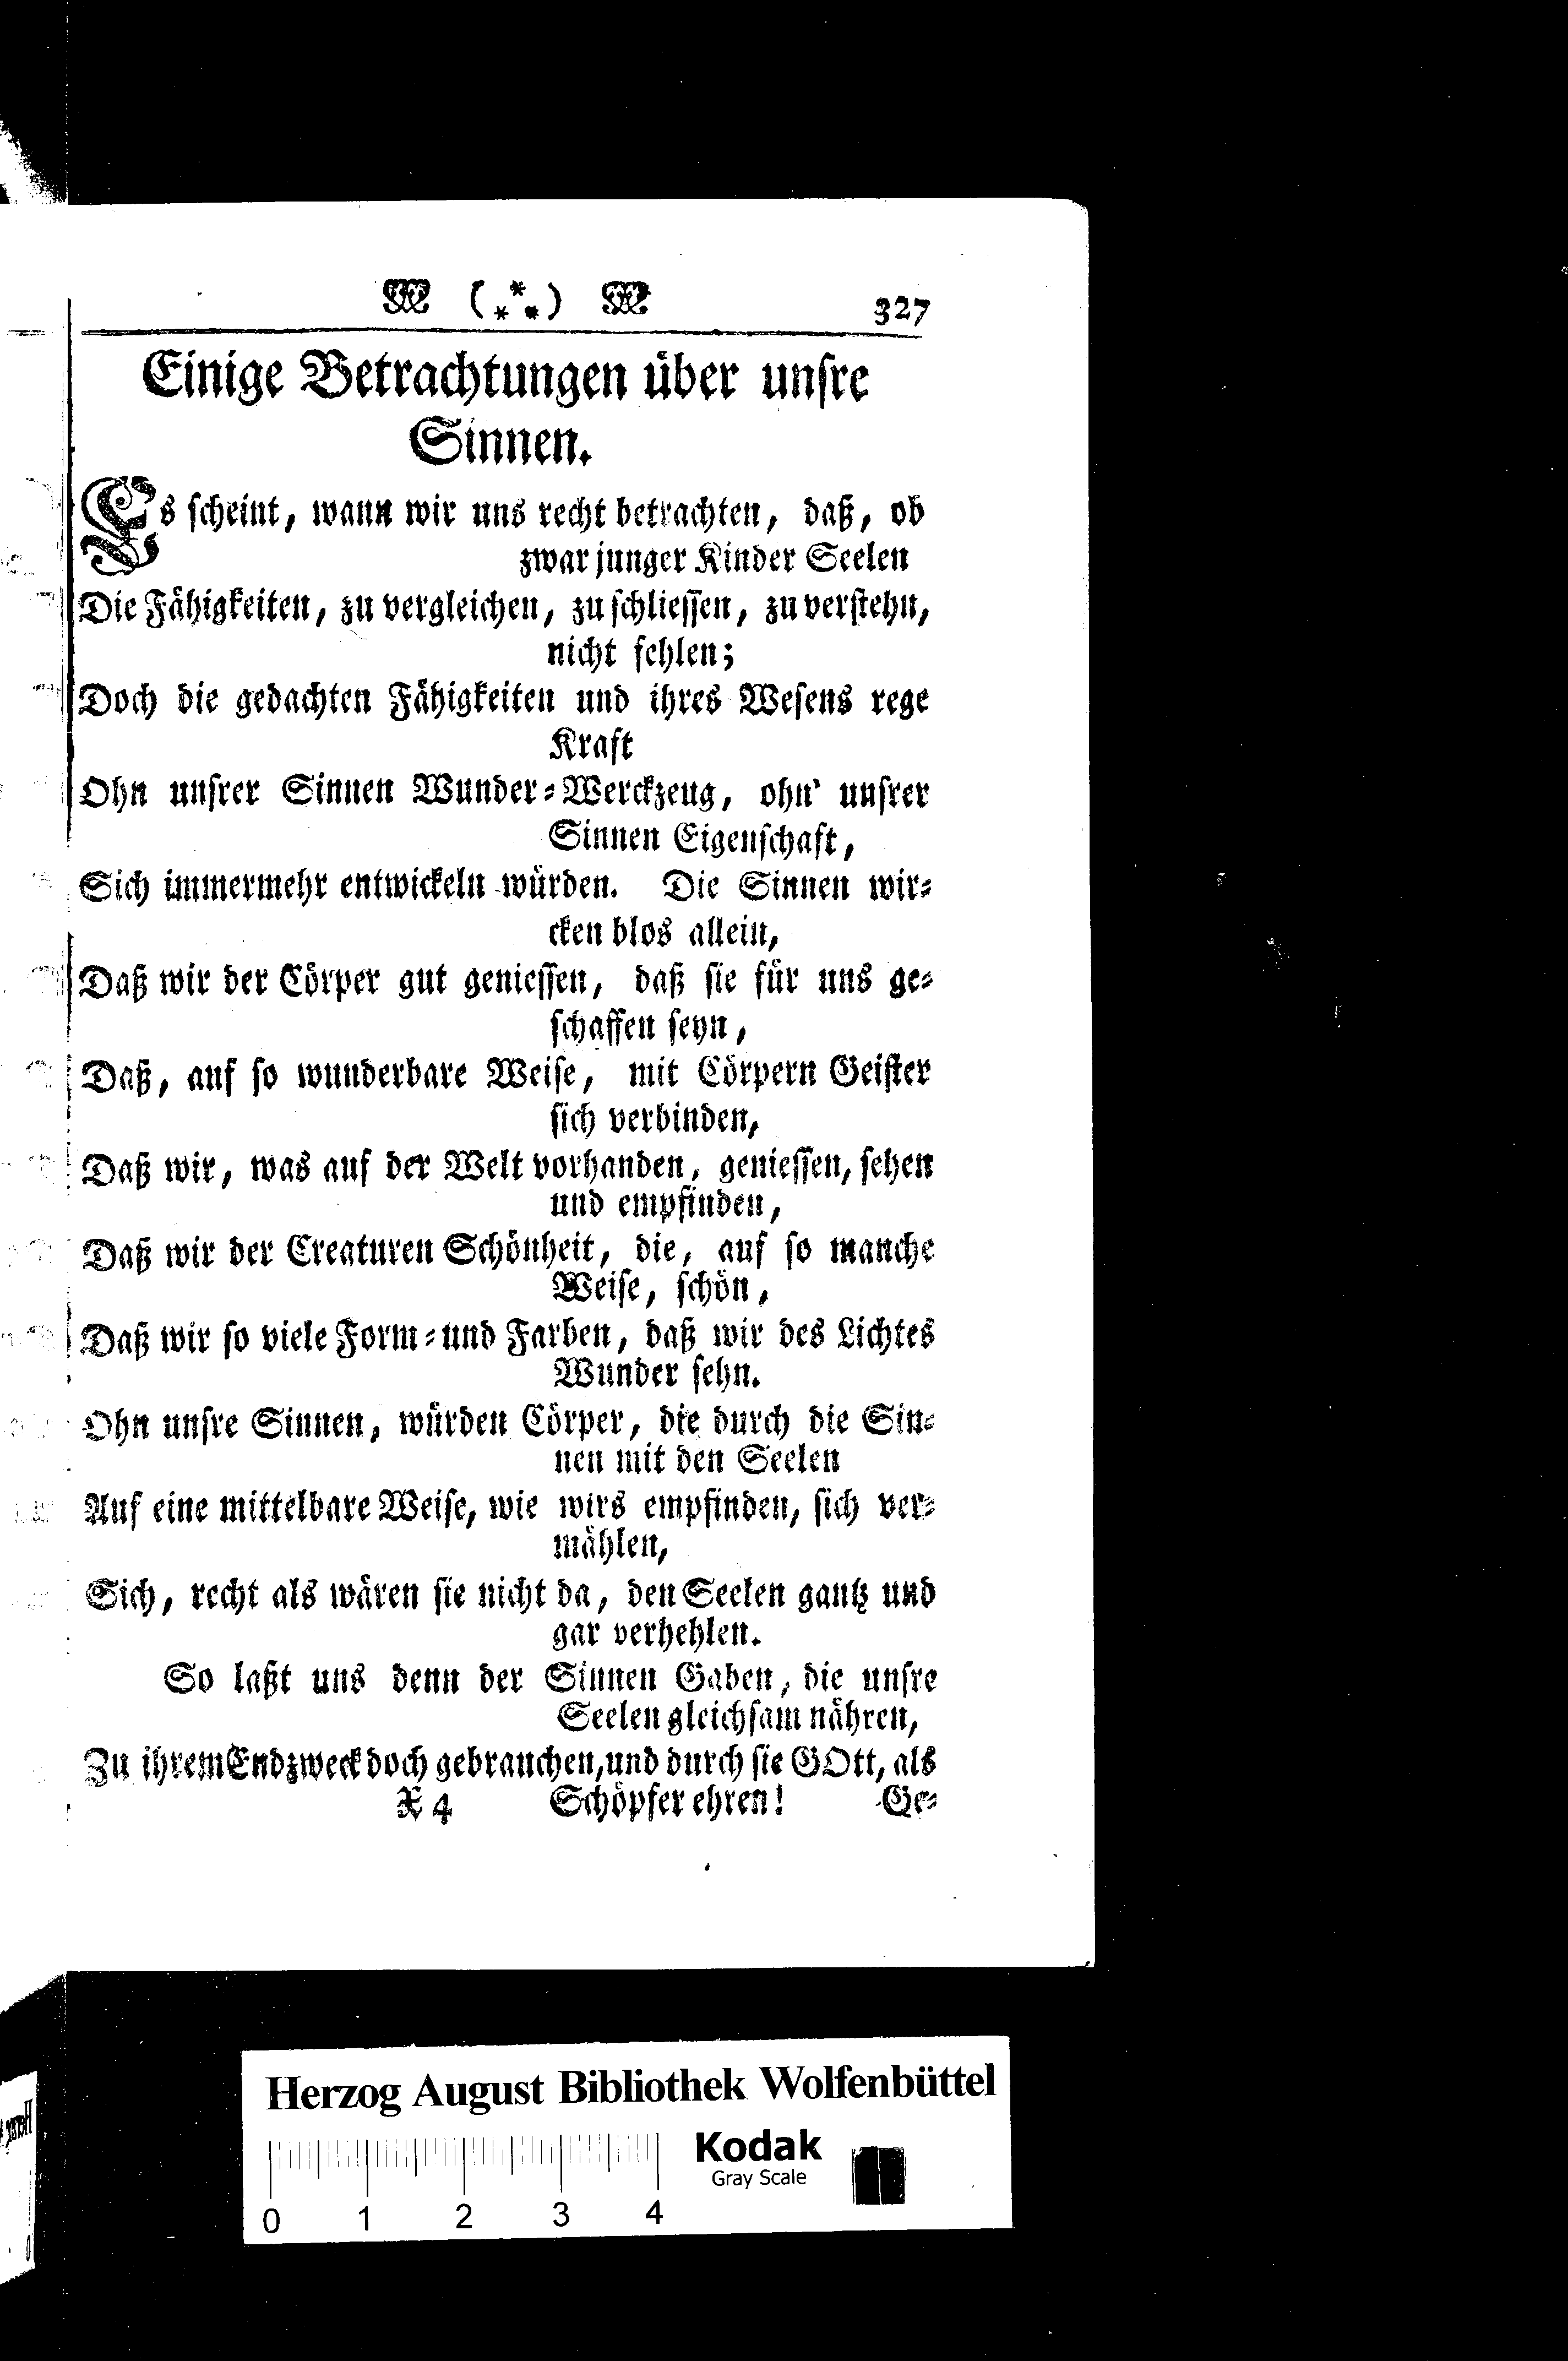 (***) 327
Einige Betrachtungen über unsre
Sinnen.
Es scheint, wann wir uns recht betrachten, daß, ob
zwar junger Kinder Seelen
Die Fähigkeiten, zu vergleichen, zu schliessen, zu verstehn,
nicht fehlen;
Doch die gedachten Fähigkeiten und ihres Wesens rege
Kraft
Ohn unsrer Sinnen Wunder-Werckzeug, ohn' unsrer
Sinnen Eigenschaft,
Sich immermehr entwickeln würden. Die Sinnen wir-
cken blos allein,
Daß wir der Cörper gut geniessen, daß sie für uns ge-
schaffen seyn,
Daß, auf so wunderbare Weise, mit Cörpern Geister
sich verbinden,
Daß wir, was auf der Welt vorhanden, geniessen, sehen
und empfinden,
Daß wir der Creaturen Schönheit, die, auf so manche
Weise, schön,
Daß wir so viele Form-und Farben, daß wir des Lichtes
Wunder sehn.
Ohn unsre Sinnen, würden Cörper, die durch die Sin-
nen mit den Seelen
Auf eine mittelbare Weise, wie wirs empfinden, sich ver-
mählen,
Sich, recht als wären sie nicht da, den Seelen gantz und
gar verhehlen.
So laßt uns denn der Sinnen Gaben, die unsre
Seelen gleichsam nähren,
Zu ihrem Endzweck doch gebrauchen, und durch sie GOtt, als
X 4 Schöpfer ehren! Ge-
Herzog August Bibliothek Wolfenbüttel
Kodak
Gray Scale
0 1 2 3 4